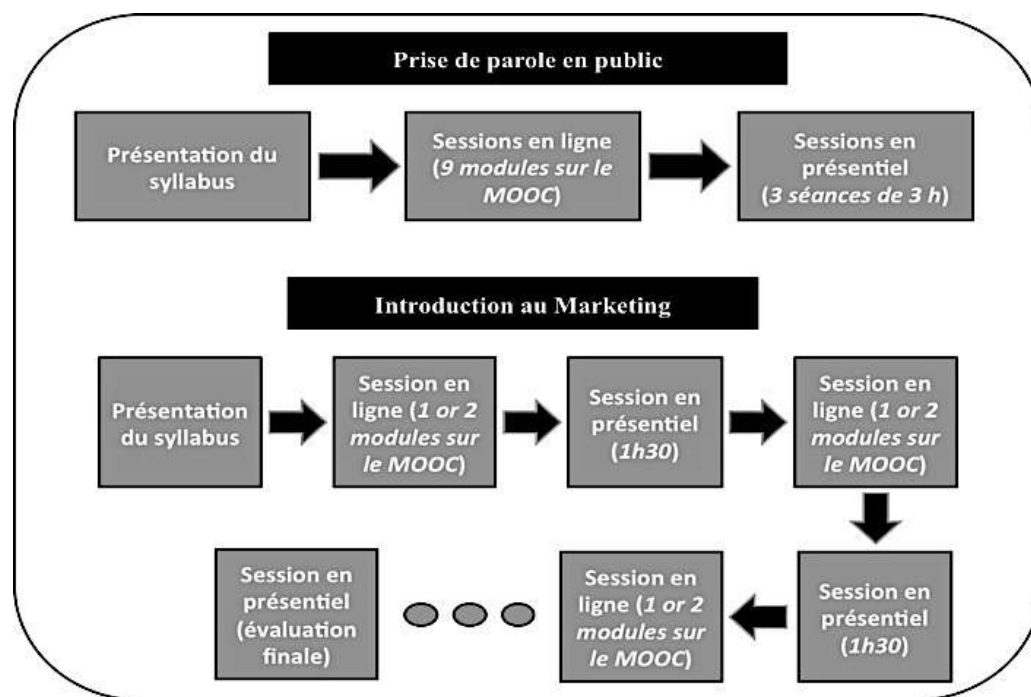 Prise de parole en public
Présentation du
syllabus
Sessions en ligne
(9 modules sur le
MOOC)
Sessions en
présentiel
(3 séances de 3 h)
Introduction au Marketing
Présentation
du syllabus
Session en
ligne (1 or 2
modules sur
le MOOC)
Session en
présentiel
(1h30)
Session en
ligne (1 or 2
modules sur
le MOOC)
Session en
présentiel
(1h30)
Session en
ligne (1 or 2
modules sur
le MOOC)
Session en
présentiel
(évaluation
finale)